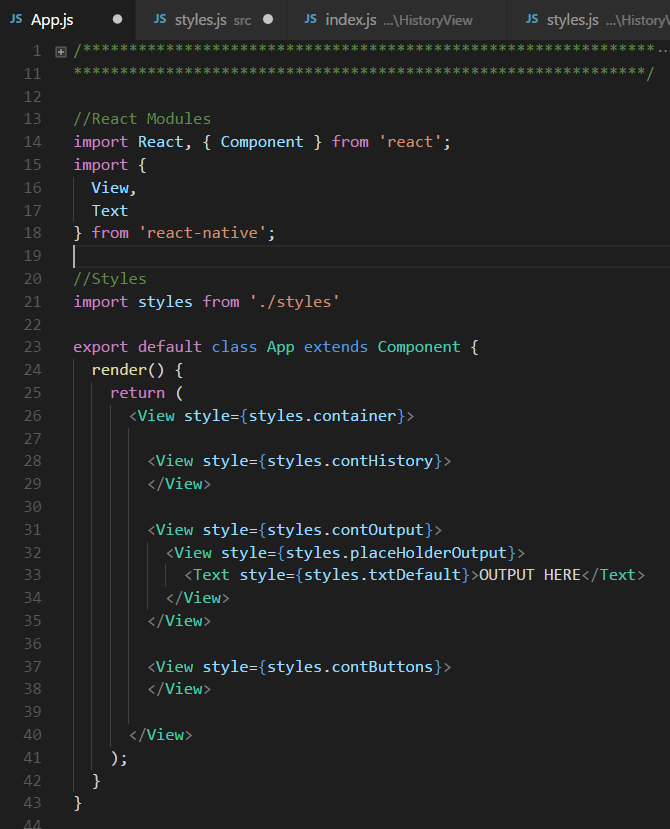 JS App.js ● JS styles.js src ● JS index.js ...\HistoryView JS styles.js ...\HistoryV
1 /**************************************************************...
11 **************************************************************/
12
13 //React Modules
14 import React, { Component } from 'react';
15 import {
16 View,
17 Text
18 } from 'react-native';
19
20 //Styles
21 import styles from './styles'
22
23 export default class App extends Component {
24 render() {
25 return (
26 <View style={styles.container}>
27
28 <View style={styles.contHistory}>
29 </View>
30
31 <View style={styles.contOutput}>
32 <View style={styles.placeHolderOutput}>
33 <Text style={styles.txtDefault}>OUTPUT HERE</Text>
34 </View>
35 </View>
36
37 <View style={styles.contButtons}>
38 </View>
39
40 </View>
41 );
42 }
43 }
44